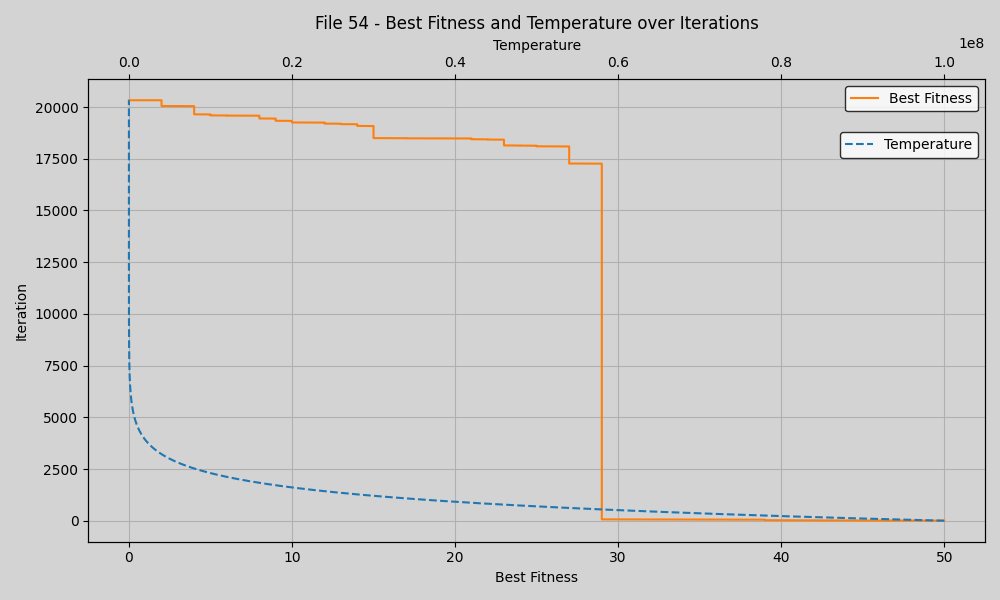 File 54 - Best Fitness and Temperature over Iterations
Temperature
1e8
0.0 0.2 0.4 0.6 0.8 1.0
Best Fitness
Temperature
20000
17500
15000
12500
10000
7500
5000
2500
0
Iteration
0 10 20 30 40 50
Best Fitness